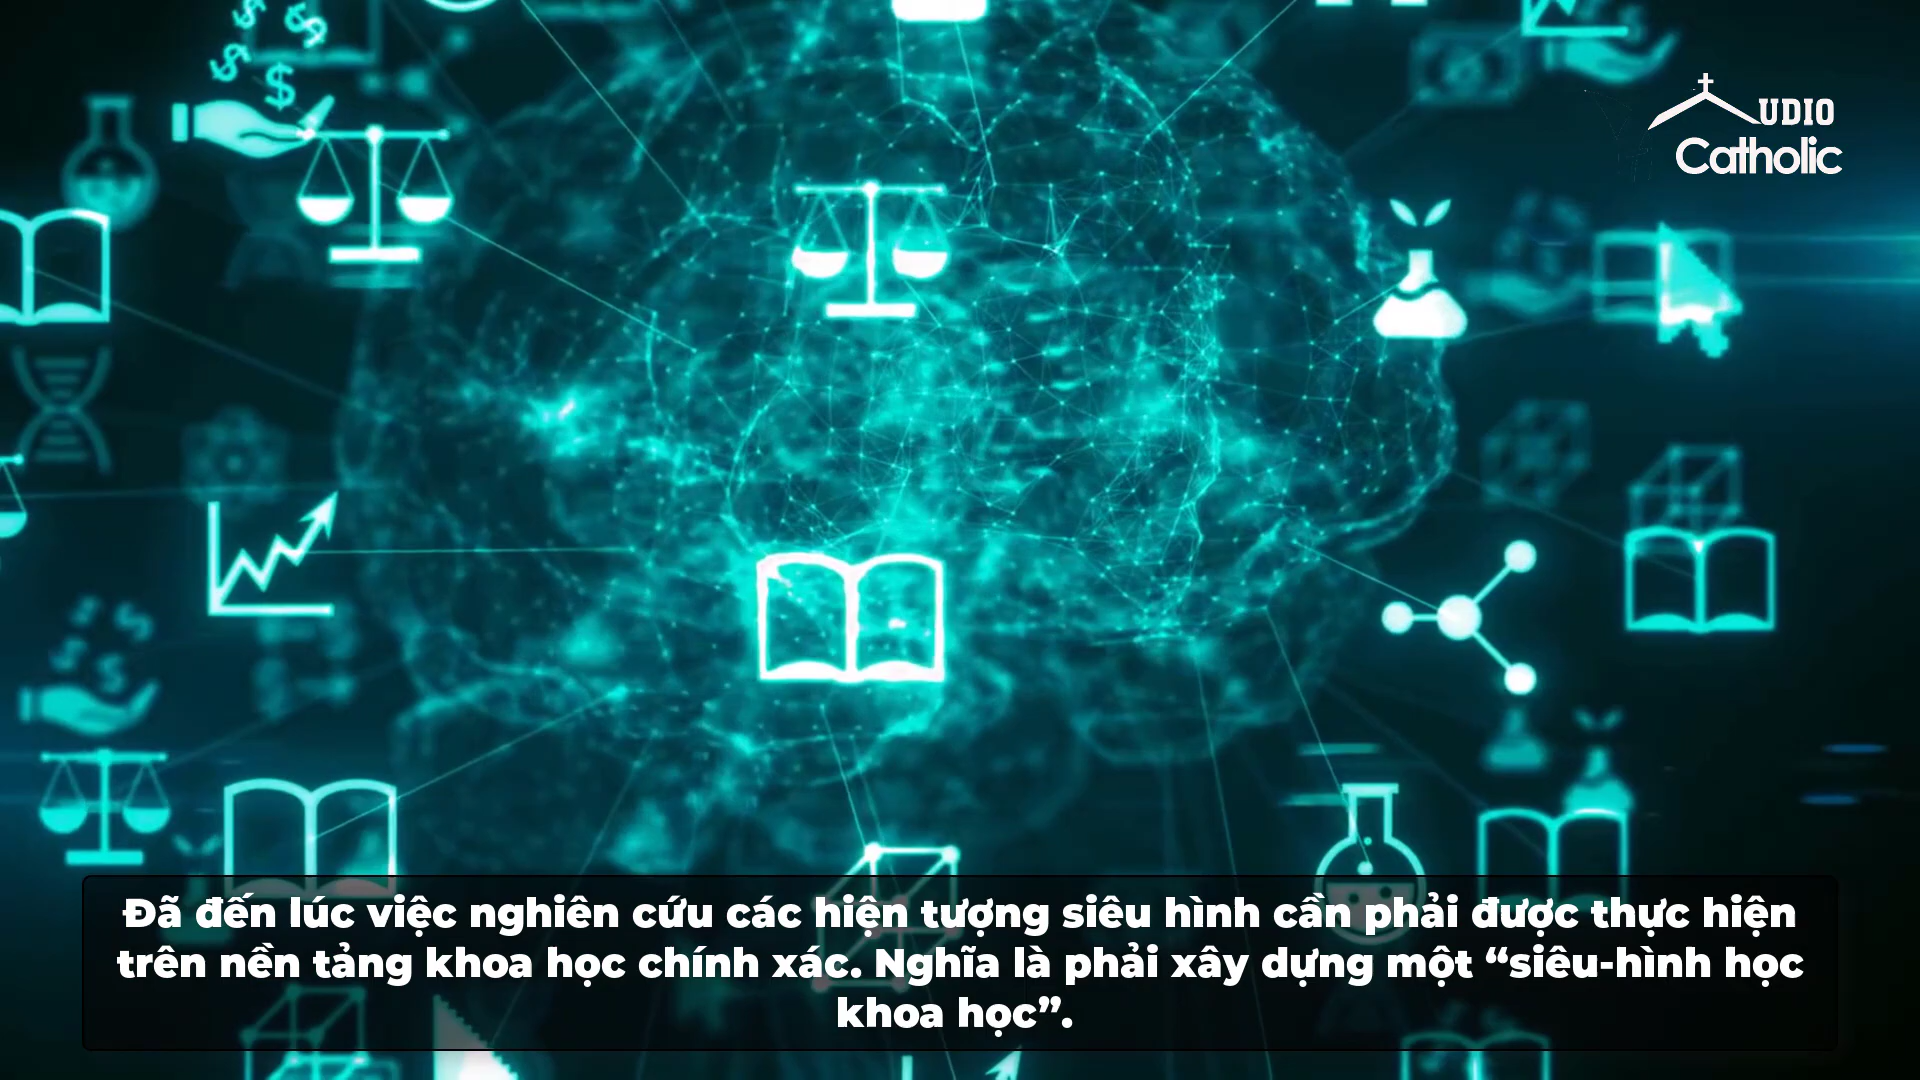 UDIO
Catholic
Đã đến lúc việc nghiên cứu các hiện tượng siêu hình cần phải được thực hiện
trên nền tảng khoa học chính xác. Nghĩa là phải xây dựng một “siêu-hình học
khoa học”.